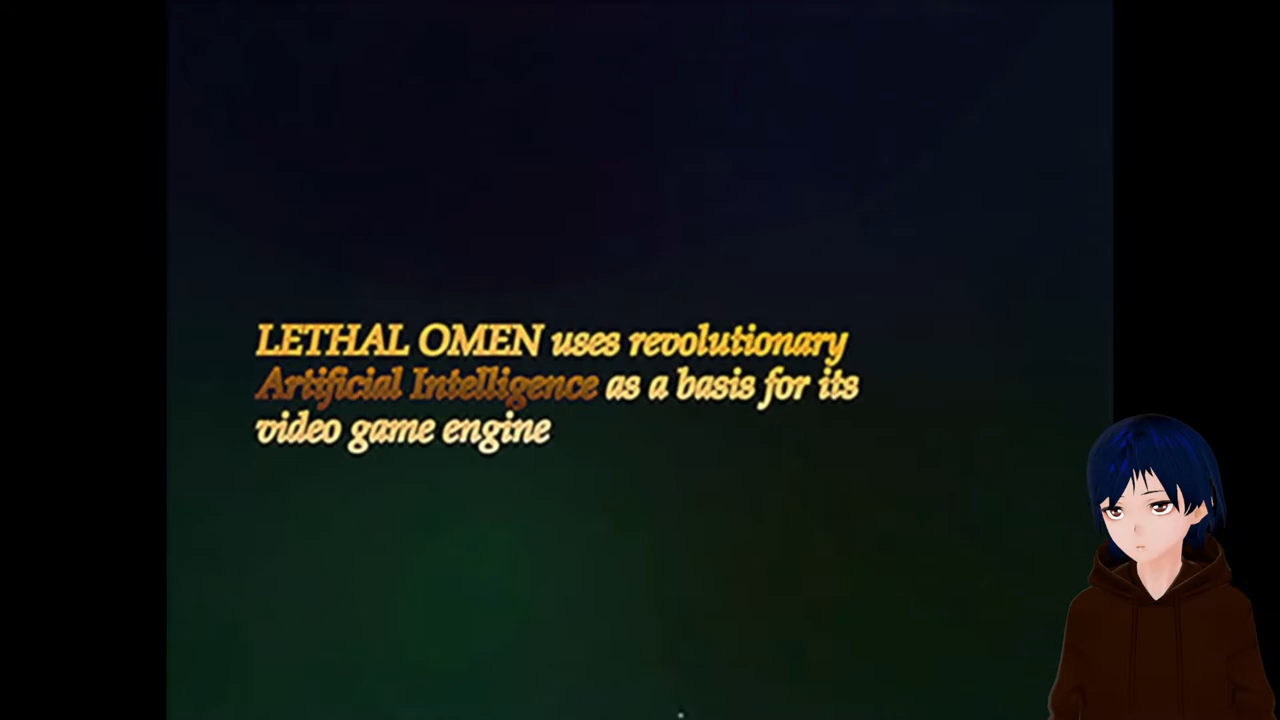 LETHAL OMEN uses revolutionary
Artificial Intelligence as a basis for its
video game engine